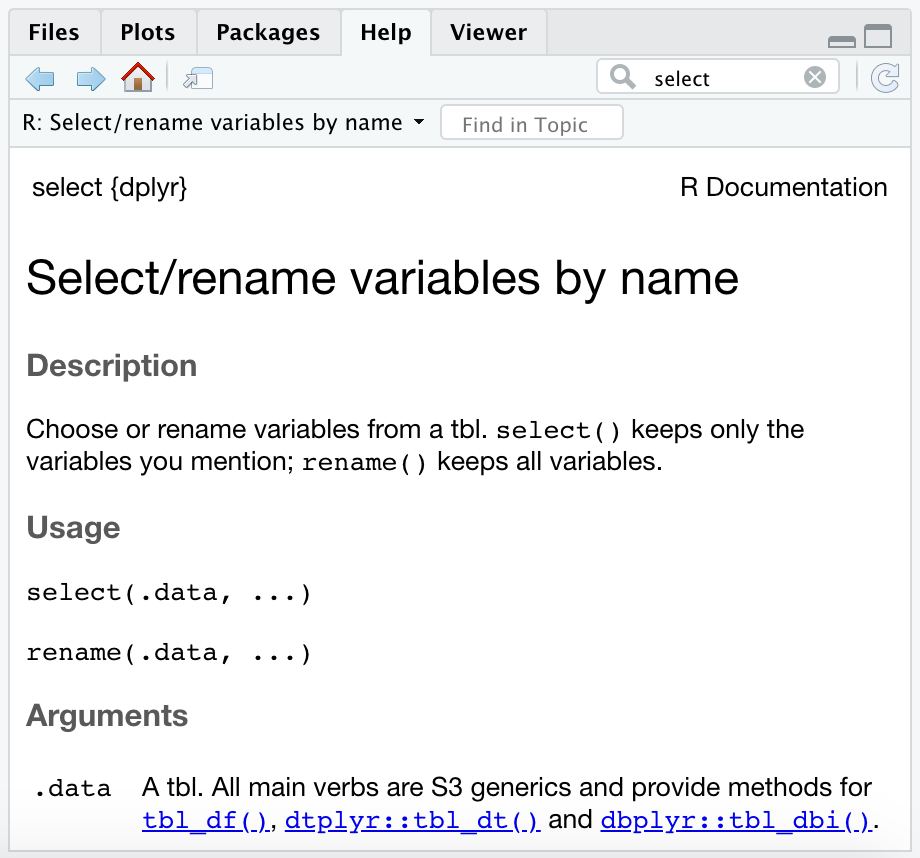 Files Plots Packages Help Viewer
select
R: Select/rename variables by name Find in Topic
select {dplyr} R Documentation
Select/rename variables by name
Description
Choose or rename variables from a tbl. select() keeps only the
variables you mention; rename() keeps all variables.
Usage
select(.data, ...)
rename(.data, ...)
Arguments
.data A tbl. All main verbs are S3 generics and provide methods for
tbl_df(), dtplyr::tbl_dt() and dbplyr::tbl_dbi().